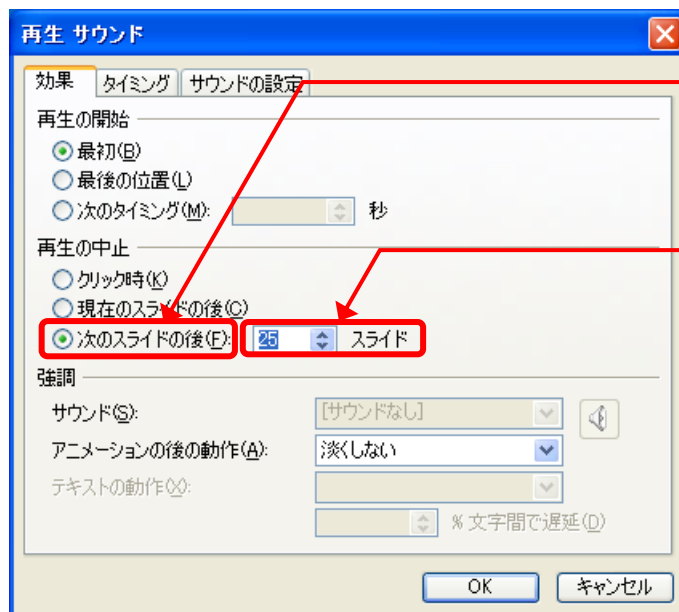 再生 サウンド
効果 タイミング サウンドの設定
再生の開始
最初(B)
最後の位置(L)
次のタイミング(M): 秒
再生の中止
クリック時(K)
現在のスライドの後(C)
次のスライドの後(F): 25 スライド
強調
サウンド(S): [サウンドなし]
アニメーションの後の動作(A): 淡くしない
テキストの動作(X):
% 文字間で遅延(D)
OK キャンセル